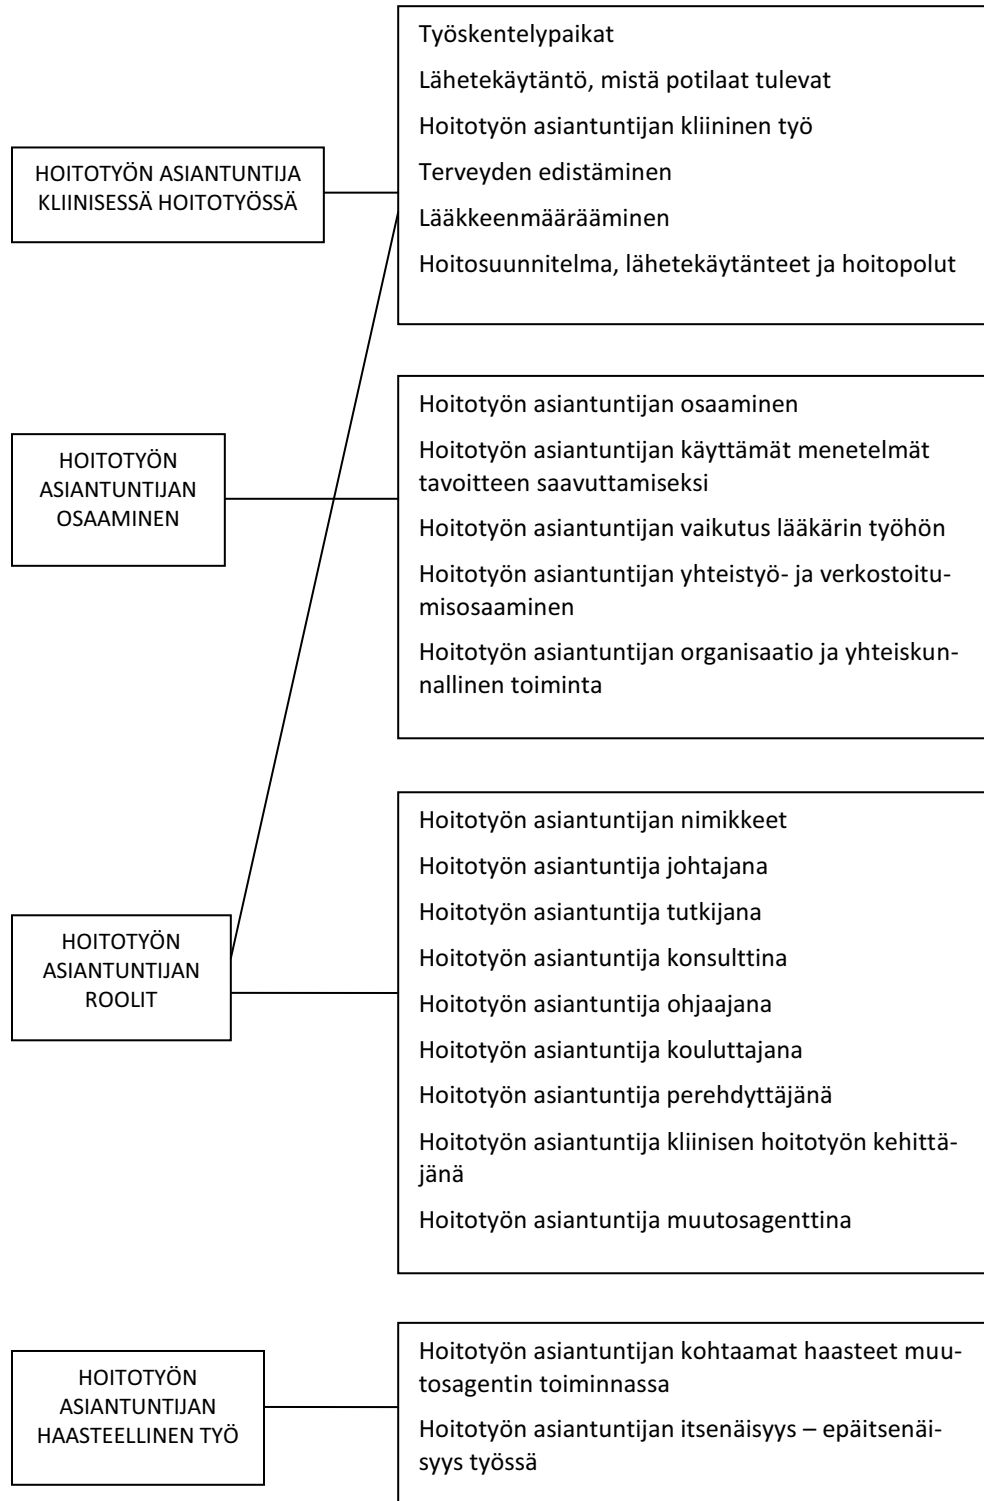 HOITOTYÖN ASIANTUNTIJA
KLIINISESSÄ HOITOTYÖSSÄ
Työskentelypaikat
Lähetekäytäntö, mistä potilaat tulevat
Hoitotyön asiantuntijan kliininen työ
Terveyden edistäminen
Lääkkeenmäärääminen
Hoitosuunnitelma, lähetekäytänteet ja hoitopolut
HOITOTYÖN
ASIANTUNTIJAN
OSAAMINEN
Hoitotyön asiantuntijan osaaminen
Hoitotyön asiantuntijan käyttämät menetelmät
tavoitteen saavuttamiseksi
Hoitotyön asiantuntijan vaikutus lääkärin työhön
Hoitotyön asiantuntijan yhteistyö- ja verkostoitu-
misosaaminen
Hoitotyön asiantuntijan organisaatio ja yhteiskun-
nallinen toiminta
HOITOTYÖN
ASIANTUNTIJAN
ROOLIT
Hoitotyön asiantuntijan nimikkeet
Hoitotyön asiantuntija johtajana
Hoitotyön asiantuntija tutkijana
Hoitotyön asiantuntija konsulttina
Hoitotyön asiantuntija ohjaajana
Hoitotyön asiantuntija kouluttajana
Hoitotyön asiantuntija perehdyttäjänä
Hoitotyön asiantuntija kliinisen hoitotyön kehittä-
jänä
Hoitotyön asiantuntija muutosagenttina
HOITOTYÖN
ASIANTUNTIJAN
HAASTEELLINEN TYÖ
Hoitotyön asiantuntijan kohtaamat haasteet muu-
tosagentin toiminnassa
Hoitotyön asiantuntijan itsenäisyys – epäitsenäi-
syys työssä